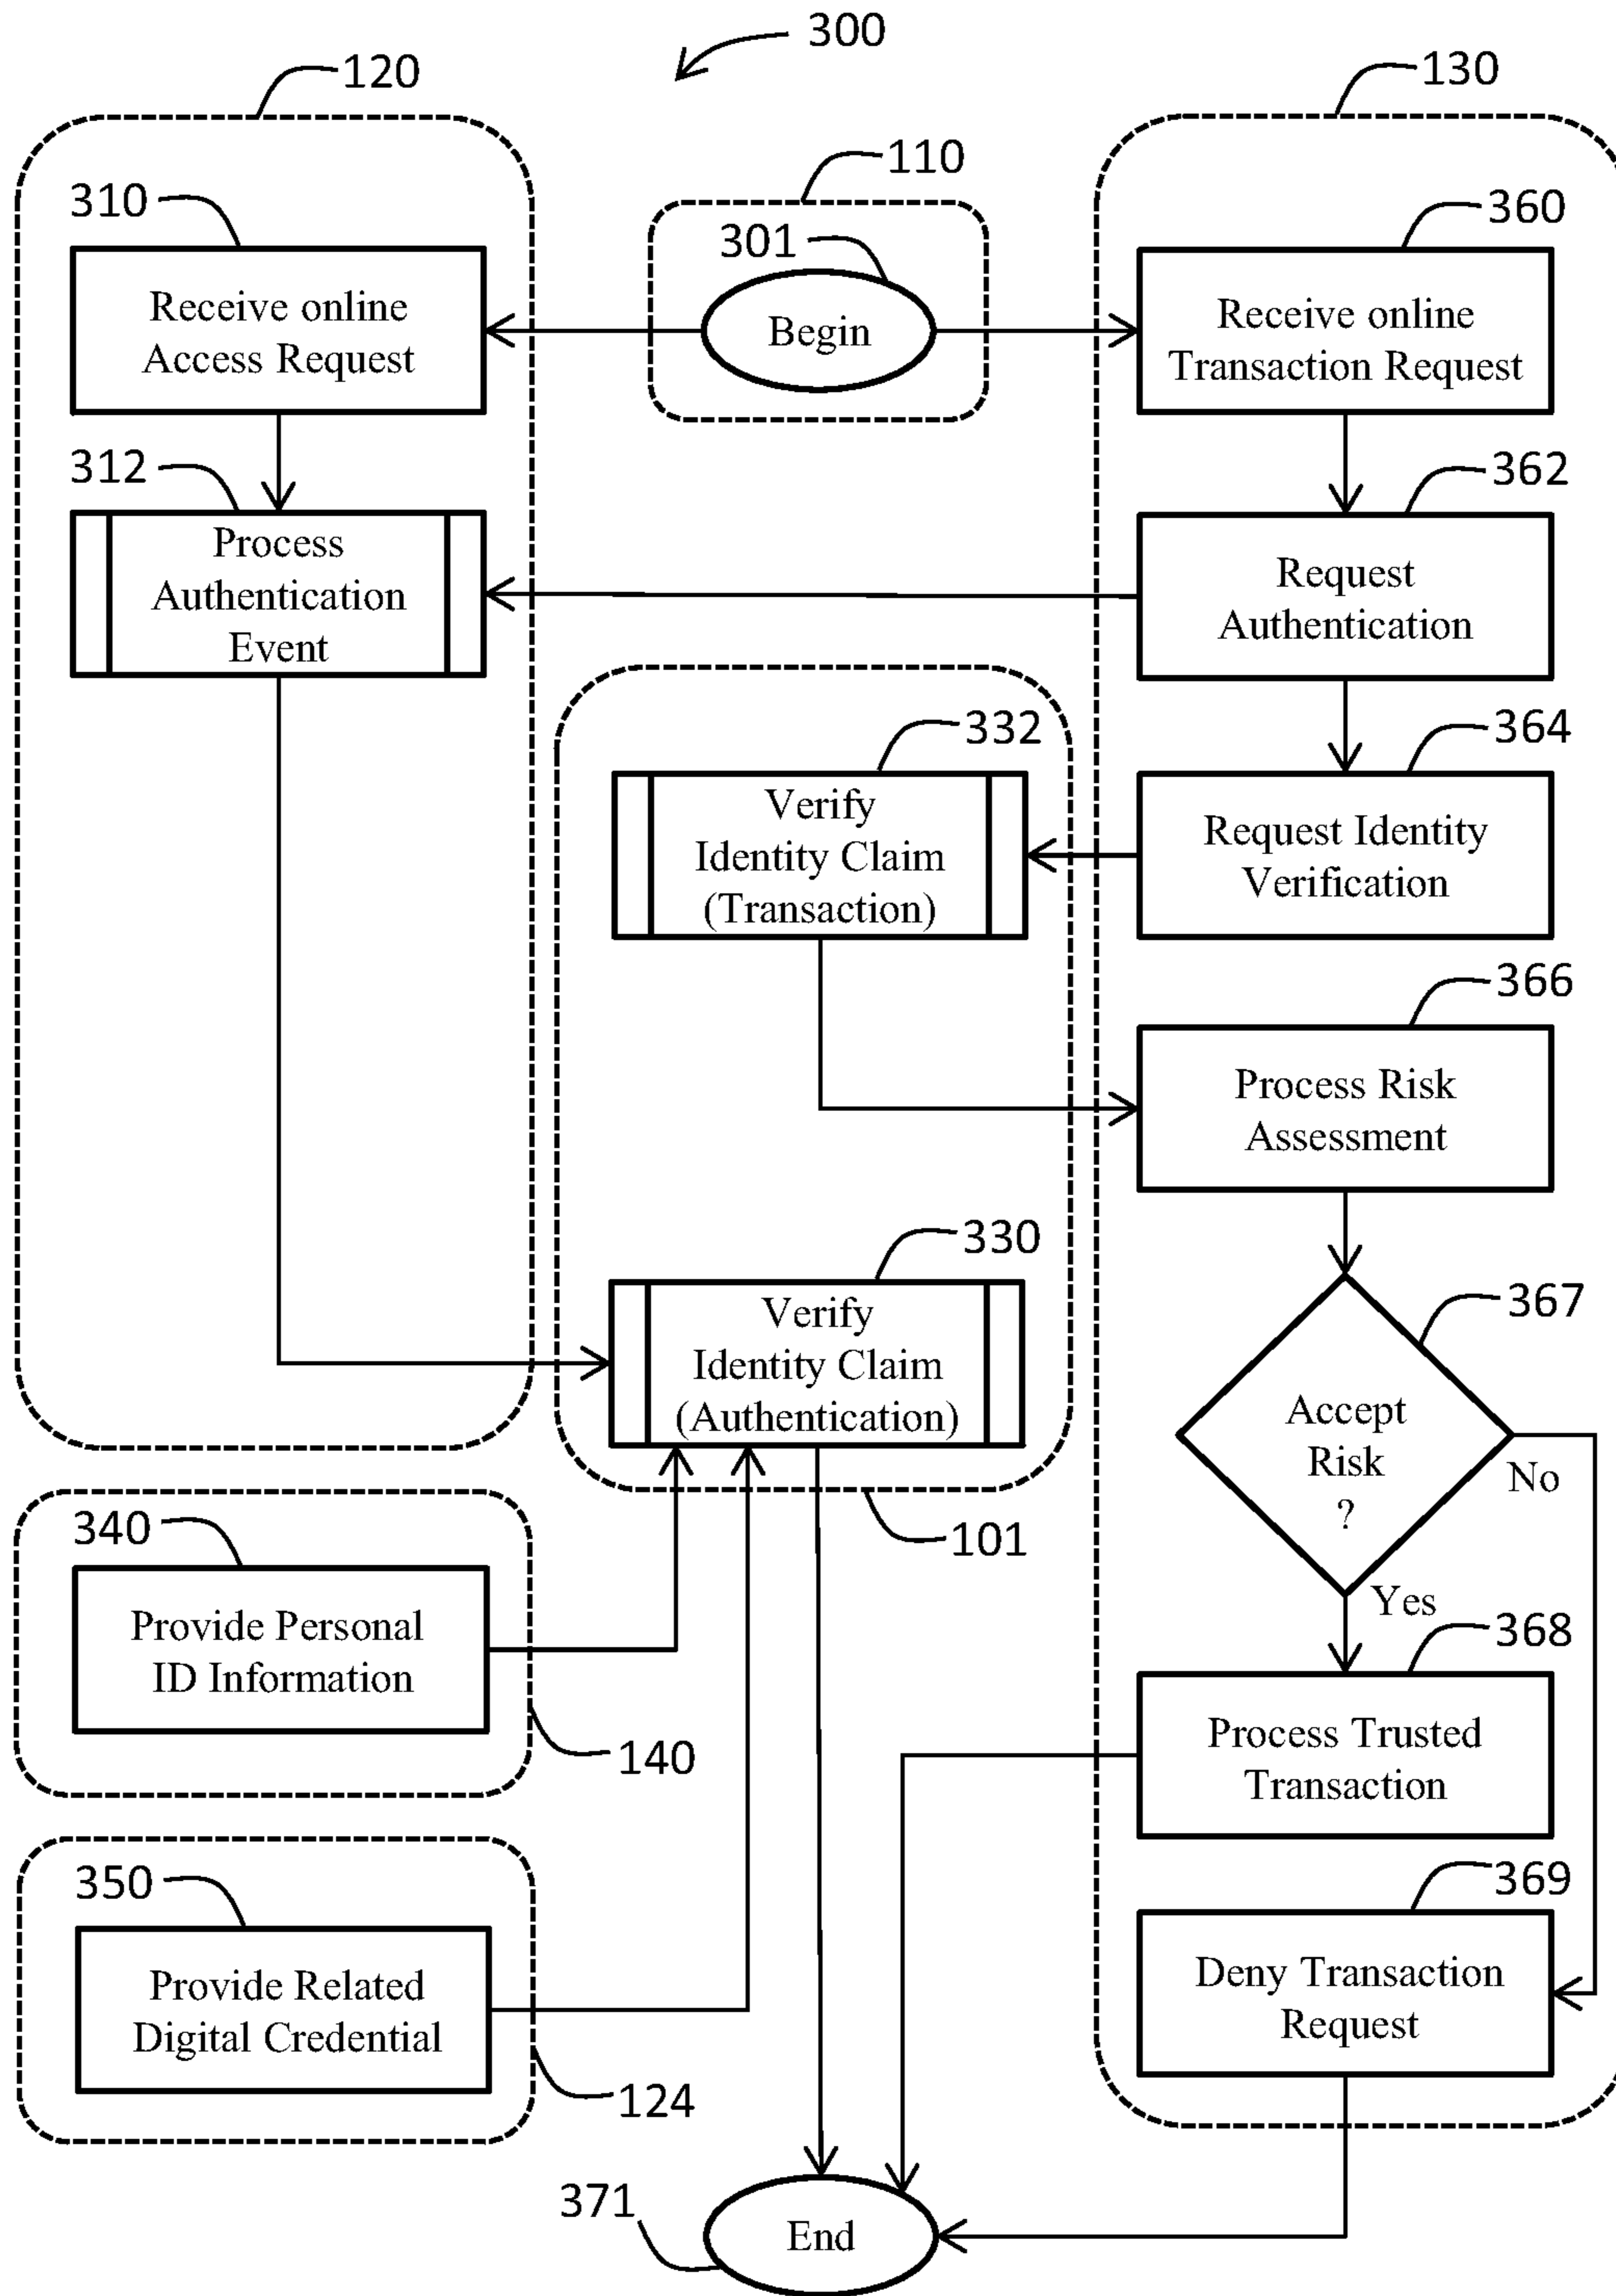 300
120
130
110
310
301
360
Receive online
Access Request
Begin
Receive online
Transaction Request
312
362
Process
Authentication
Event
Request
Authentication
332
364
Verify
Identity Claim
(Transaction)
Request Identity
Verification
366
Process Risk
Assessment
330
367
Verify
Identity Claim
(Authentication)
Accept
Risk
?
No
Yes
101
340
Provide Personal
ID Information
140
368
Process Trusted
Transaction
350
Provide Related
Digital Credential
124
369
Deny Transaction
Request
371
End